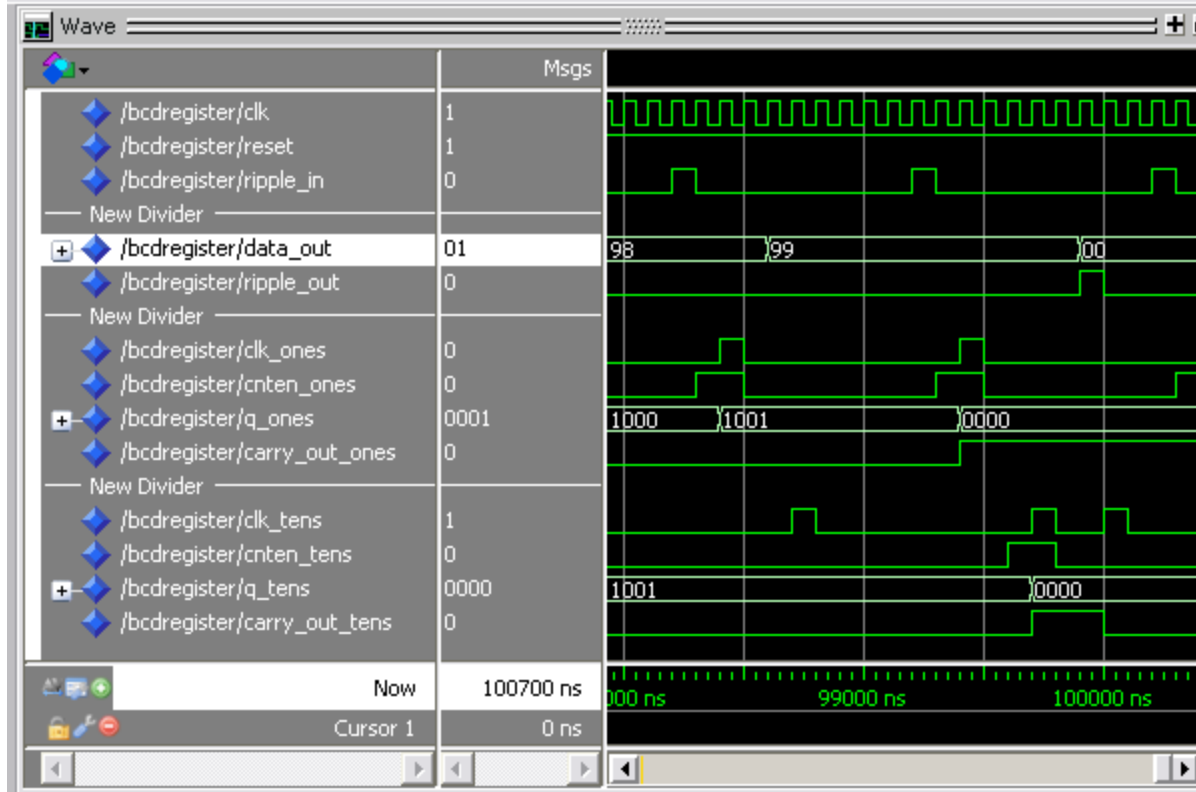 Wave
Msgs
/bcdregister/clk 1
/bcdregister/reset 1
/bcdregister/ripple_in 0
New Divider
/bcdregister/data_out 01 98 99 00
/bcdregister/ripple_out 0
New Divider
/bcdregister/clk_ones 0
/bcdregister/cnten_ones 0
/bcdregister/q_ones 0001 1000 1001 0000
/bcdregister/carry_out_ones 0
New Divider
/bcdregister/clk_tens 1
/bcdregister/cnten_tens 0
/bcdregister/q_tens 0000 1001 0000
/bcdregister/carry_out_tens 0
Now 100700 ns 000 ns 99000 ns 100000 ns
Cursor 1 0 ns